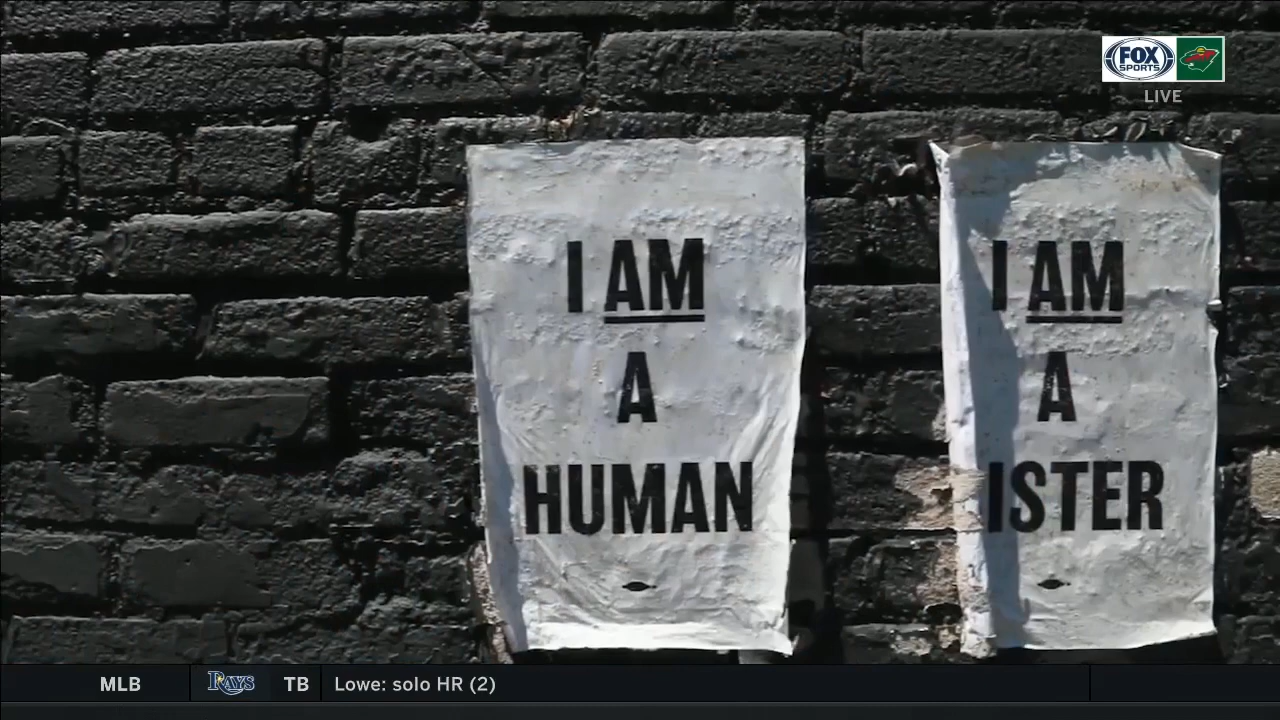 FOX
SPORTS
LIVE
I AM
A
HUMAN
I AM
A
ISTER
MLB RAYS TB Lowe: solo HR (2)